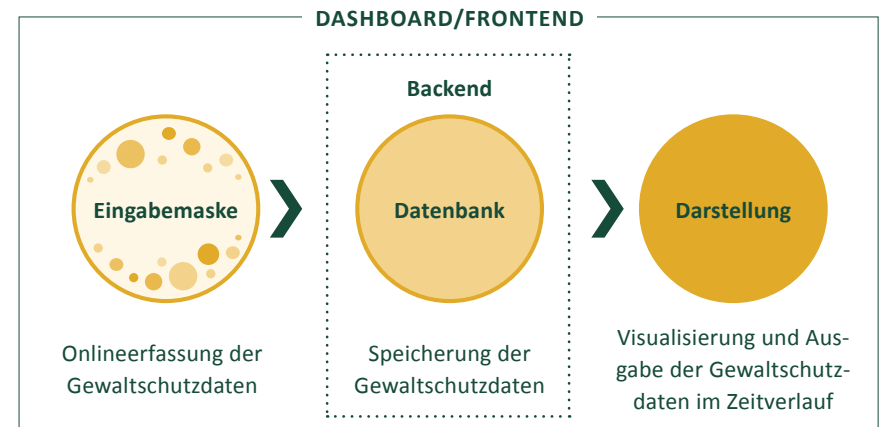 DASHBOARD/FRONTEND
Backend
Eingabemaske
Datenbank
Darstellung
Onlineerfassung der
Gewaltschutzdaten
Speicherung der
Gewaltschutzdaten
Visualisierung und Aus-
gabe der Gewaltschutz-
daten im Zeitverlauf